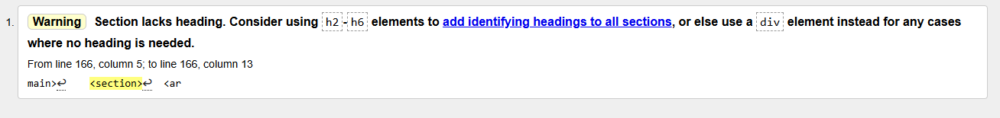 1. Warning Section lacks heading. Consider using h2-h6 elements to add identifying headings to all sections, or else use a div element instead for any cases
where no heading is needed.
From line 166, column 5; to line 166, column 13
main>↩ <section>↩ <ar